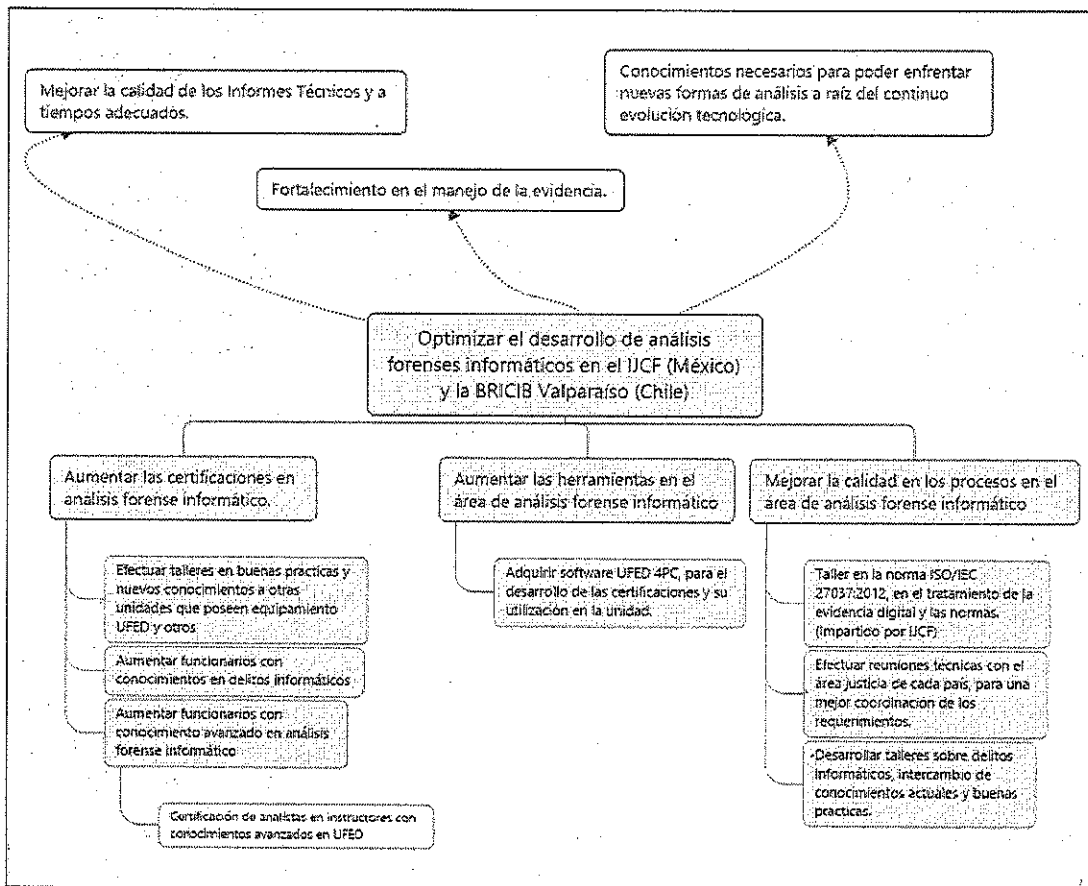 Mejorar la calidad de los Informes Técnicos y a
tiempos adecuados.
Conocimientos necesarios para poder enfrentar
nuevas formas de análisis a raíz del continuo
evolución tecnológica.
Fortalecimiento en el manejo de la evidencia.
Optimizar el desarrollo de análisis
forenses informáticos en el IJCF (México)
y la BRICIB Valparaíso (Chile)
Aumentar las certificaciones en
análisis forense informático.
Efectuar talleres en buenas practicas y
nuevos conocimientos a otras
unidades que poseen equipamiento
UFED y otros
Aumentar funcionarios con
conocimientos en delitos informáticos
Aumentar funcionarios con
conocimiento avanzado en análisis
forense informático
Certificación de analistas en instructores con
conocimientos avanzados en UFED
Aumentar las herramientas en el
área de análisis forense informático
Adquirir software UFED 4PC, para el
desarrollo de las certificaciones y su
utilización en la unidad.
Mejorar la calidad en los procesos en el
área de análisis forense informático
Taller en la norma ISO/IEC
27037:2012, en el tratamiento de la
evidencia digital y las normas.
(impartido por IJCF)
Efectuar reuniones técnicas con el
área justicia de cada país, para una
mejor coordinación de los
requerimientos.
Desarrollar talleres sobre delitos
informáticos, intercambio de
conocimientos actuales y buenas
practicas.